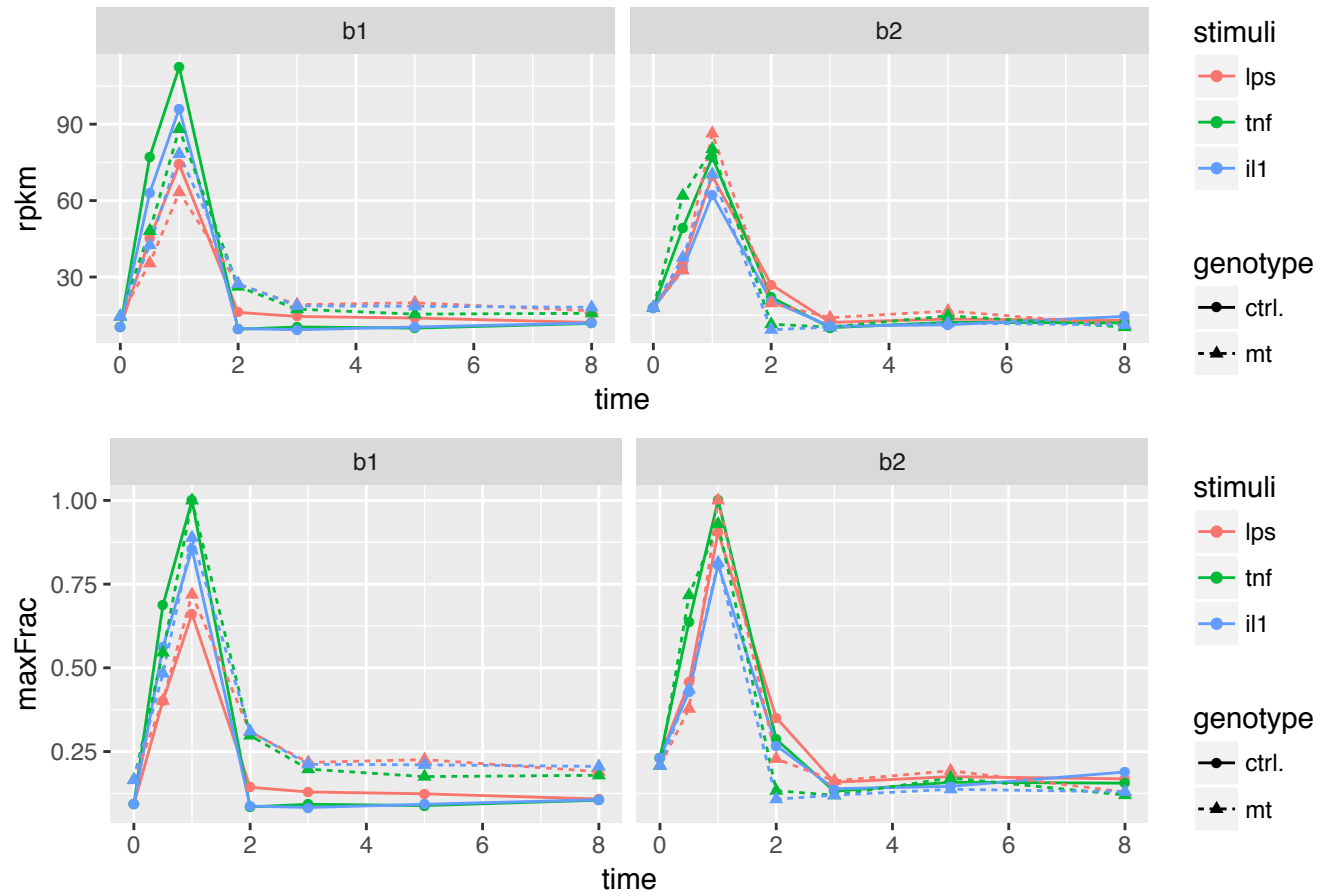 b1 b2
stimuli
lps
tnf
il1
genotype
ctrl.
mt
rpkm
90
60
30
0 2 4 6 8 0 2 4 6 8
time
b1 b2
stimuli
lps
tnf
il1
genotype
ctrl.
mt
maxFrac
1.00
0.75
0.50
0.25
0 2 4 6 8 0 2 4 6 8
time